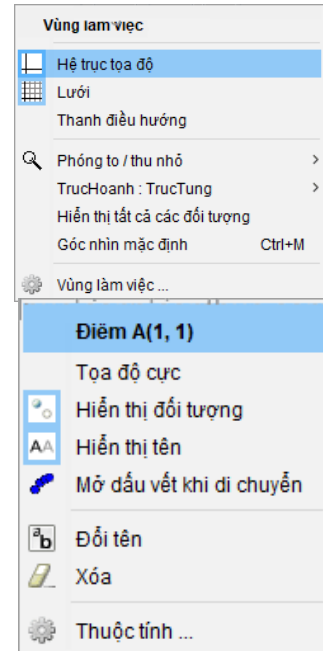 Vùng làm việc
Hệ trục tọa độ
Lưới
Thanh điều hướng
Phóng to / thu nhỏ
TrucHoanh : TrucTung
Hiển thị tất cả các đối tượng
Góc nhìn mặc định Ctrl+M
Vùng làm việc ...
Điểm A(1, 1)
Tọa độ cực
Hiển thị đối tượng
AA Hiển thị tên
Mở dấu vết khi di chuyển
ab Đổi tên
Xóa
Thuộc tính ...